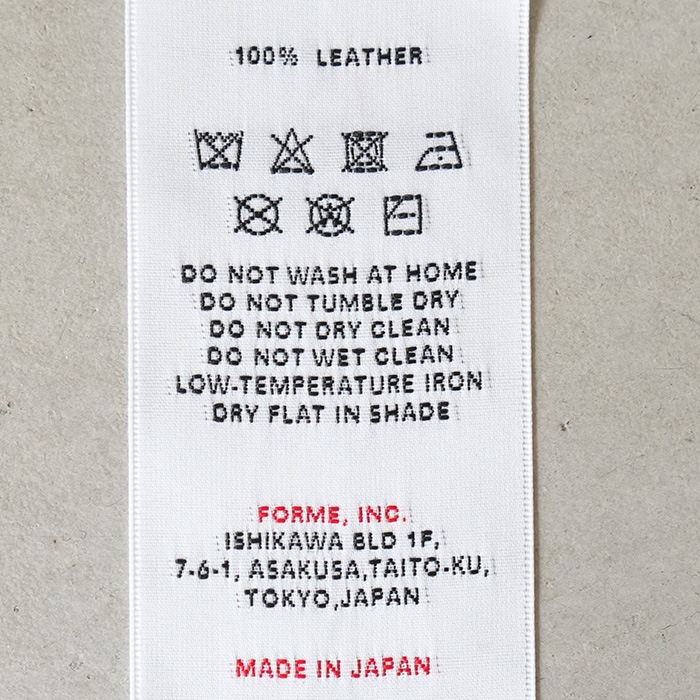 100% LEATHER
W
DO NOT WASH AT HOME
DO NOT TUMBLE DRY
DO NOT DRY CLEAN
DO NOT WET CLEAN
LOW-TEMPERATURE IRON
DRY FLAT IN SHADE
FORME, INC.
ISHIKAWA BLD 1F,
7-6-1, ASAKUSA,TAITO-KU,
TOKYO,JAPAN
MADE IN JAPAN